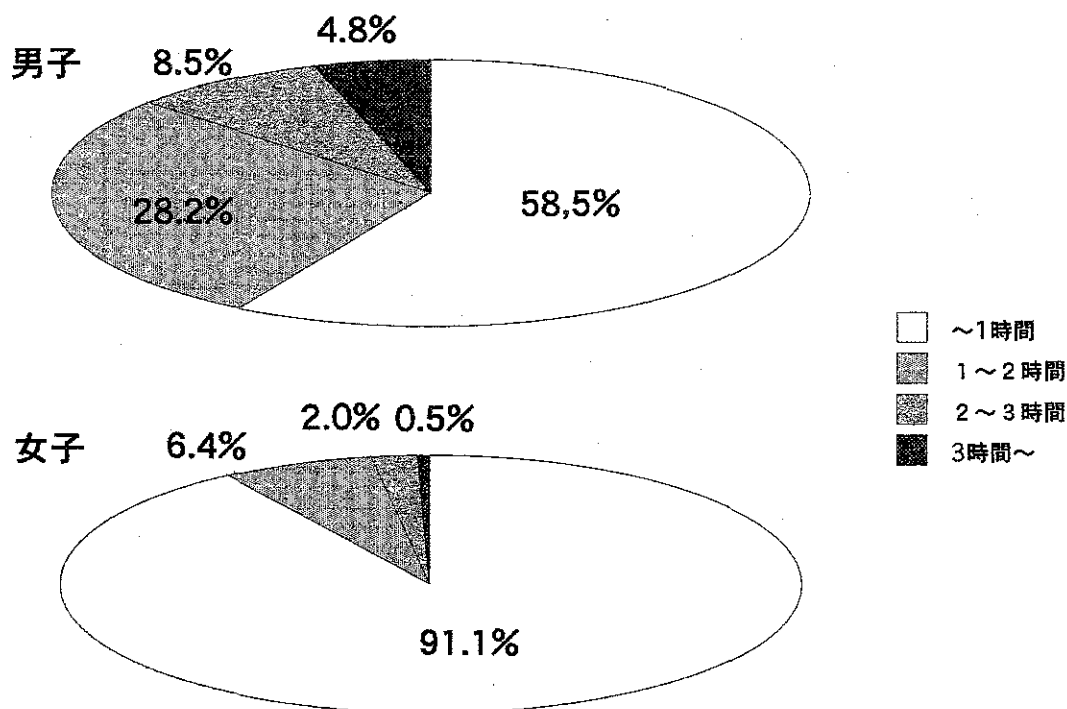 男子
4.8%
8.5%
28.2%
58,5%
～1時間
1～2時間
2～3時間
3時間～
女子
2.0%
0.5%
6.4%
91.1%